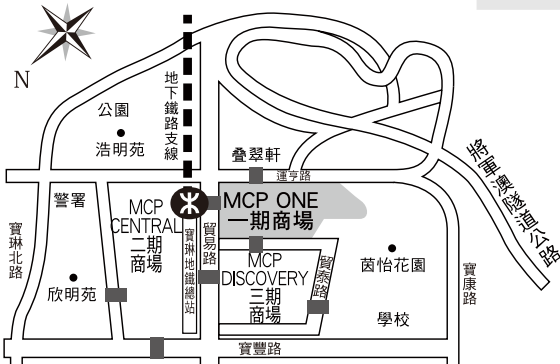 N
公園
浩明苑
地下鐵路支線
叠翠軒
運亨路
將軍澳隧道公路
警署
MCP
CENTRAL
二期
商場
MCP ONE
一期商場
寶琳北路
欣明苑
寶琳地鐵總站
貿易路
MCP
DISCOVERY
三期
商場
貿泰路
茵怡花園
學校
寶康路
寶豐路